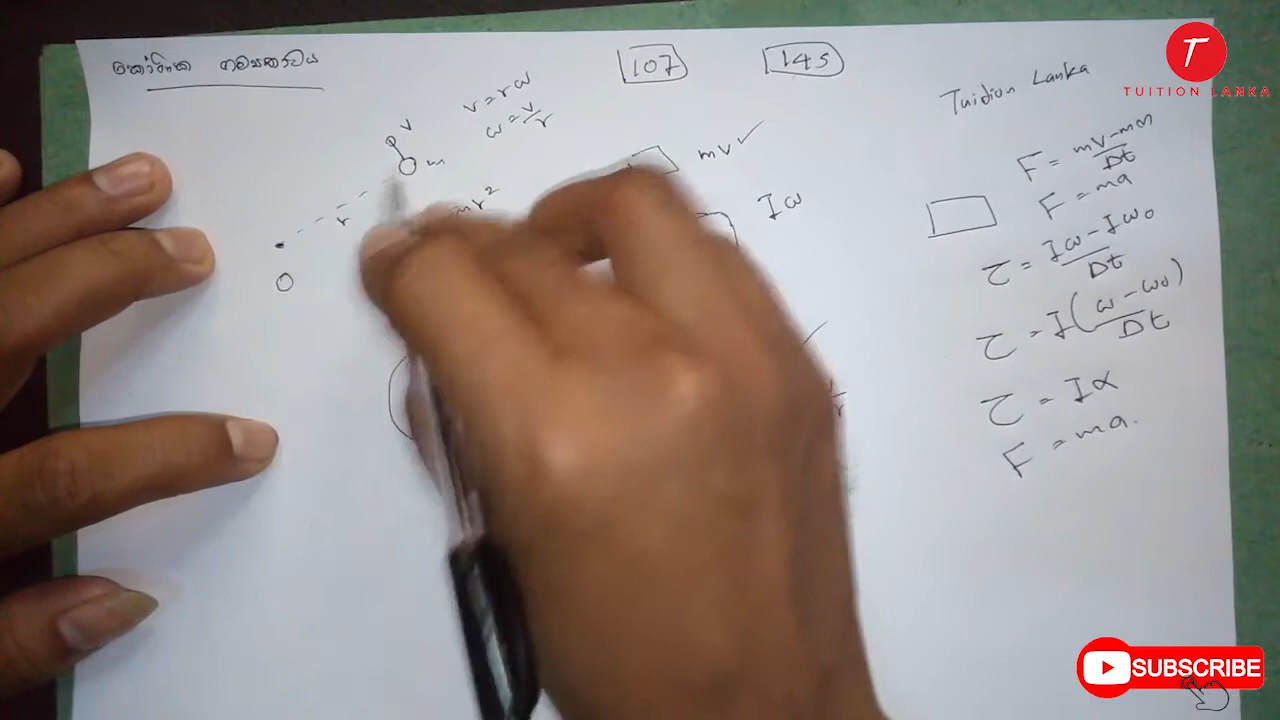 කෝණික ගම්‍යතාවය
107
145
Tuition Lanka
T
TUITION LANKA
v = rω
ω = v/r
v
m
r
mr²
O
mv ✓
Iω
F = mv-mu/Δt
F = ma
τ = Iω - Iω₀/Δt
τ = I(ω - ω₀/Δt)
τ = Iα
F = ma.
SUBSCRIBE